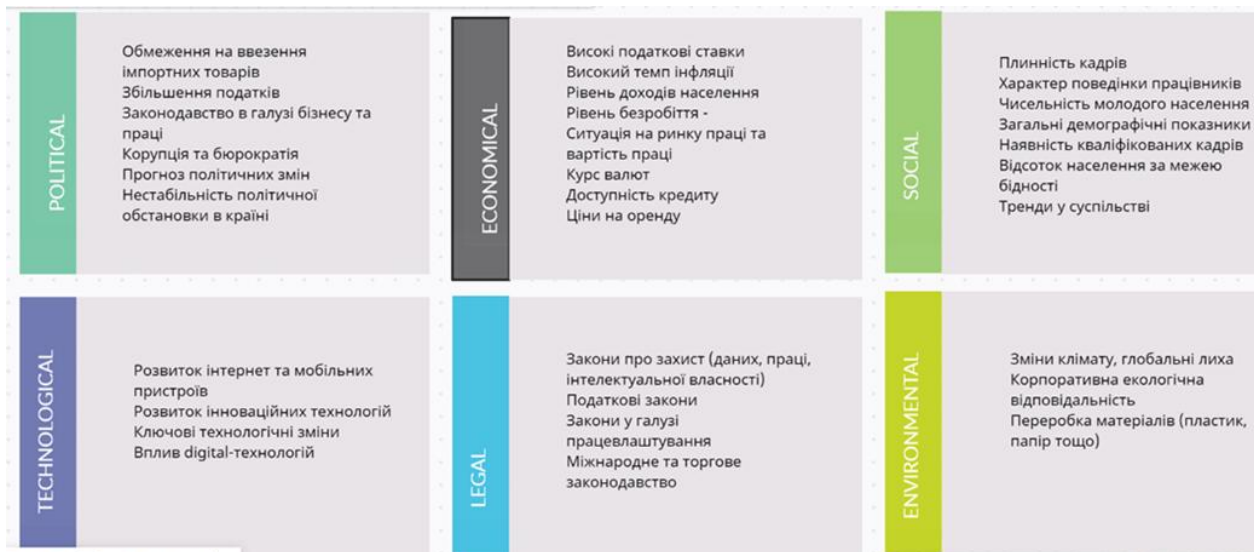 POLITICAL
Обмеження на ввезення
імпортних товарів
Збільшення податків
Законодавство в галузі бізнесу та
праці
Корупція та бюрократія
Прогноз політичних змін
Нестабільність політичної
обстановки в країні
ECONOMICAL
Високі податкові ставки
Високий темп інфляції
Рівень доходів населення
Рівень безробіття -
Ситуація на ринку праці та
вартість праці
Курс валют
Доступність кредиту
Ціни на оренду
SOCIAL
Плинність кадрів
Характер поведінки працівників
Чисельність молодого населення
Загальні демографічні показники
Наявність кваліфікованих кадрів
Відсоток населення за межею
бідності
Тренди у суспільстві
TECHNOLOGICAL
Розвиток інтернет та мобільних
пристроїв
Розвиток інноваційних технологій
Ключові технологічні зміни
Вплив digital-технологій
LEGAL
Закони про захист (даних, праці,
інтелектуальної власності)
Податкові закони
Закони у галузі
працевлаштування
Міжнародне та торгове
законодавство
ENVIRONMENTAL
Зміни клімату, глобальні лиха
Корпоративна екологічна
відповідальність
Переробка матеріалів (пластик,
папір тощо)